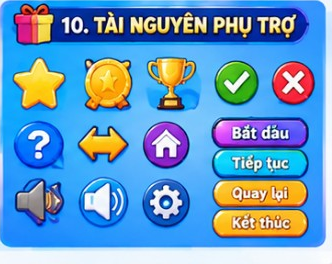 10. TÀI NGUYÊN PHỤ TRỢ
?
Bắt đầu
Tiếp tục
Quay lại
Kết thúc